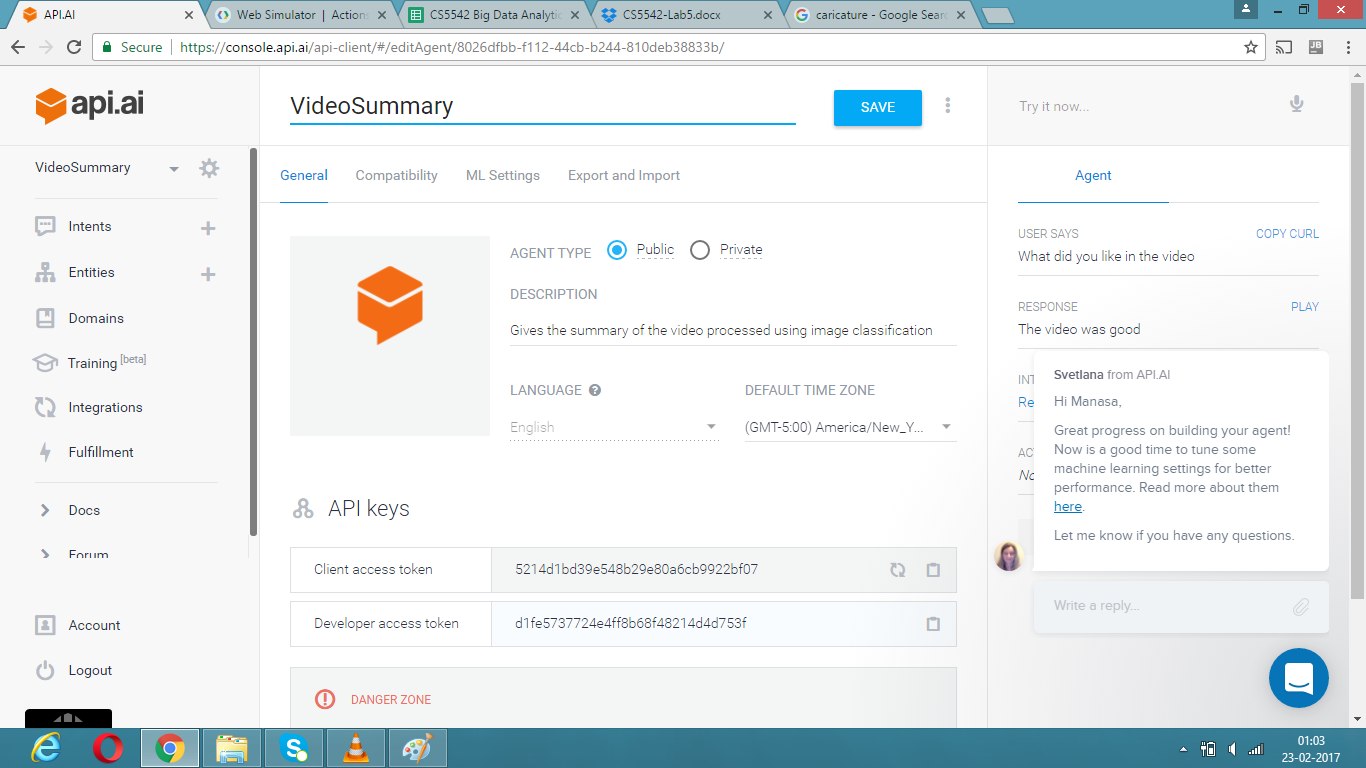 API.AI
Web Simulator | Actions
CS5542 Big Data Analytic
CS5542-Lab5.docx
caricature - Google Sear
Secure
https://console.api.ai/api-client/#/editAgent/8026dfbb-f112-44cb-b244-810deb38833b/
JB
api.ai
VideoSummary
Intents
Entities
Domains
Training [beta]
Integrations
Fulfillment
Docs
Forum
Account
Logout
VideoSummary
SAVE
General Compatibility ML Settings Export and Import
AGENT TYPE Public Private
DESCRIPTION
Gives the summary of the video processed using image classification
LANGUAGE ? DEFAULT TIME ZONE
English (GMT-5:00) America/New_Y...
API keys
Client access token 5214d1bd39e548b29e80a6cb9922bf07
Developer access token d1fe5737724e4ff8b68f48214d4d753f
DANGER ZONE
Try it now...
Agent
USER SAYS COPY CURL
What did you like in the video
RESPONSE PLAY
The video was good
INT
Re
AC
No
Svetlana from API.AI
Hi Manasa,
Great progress on building your agent!
Now is a good time to tune some
machine learning settings for better
performance. Read more about them
here.
Let me know if you have any questions.
Write a reply...
01:03
23-02-2017